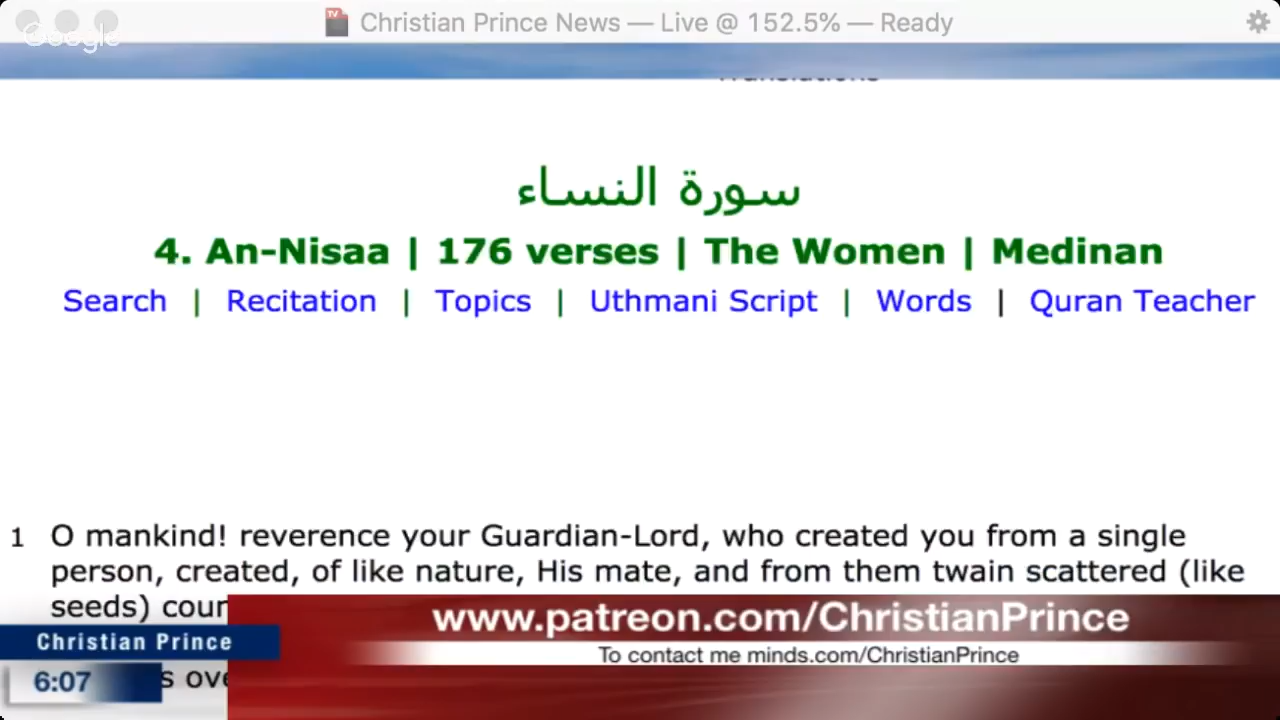 Google
Christian Prince News — Live @ 152.5% — Ready
Translations
سورة النساء
4. An-Nisaa | 176 verses | The Women | Medinan
Search | Recitation | Topics | Uthmani Script | Words | Quran Teacher
1 O mankind! reverence your Guardian-Lord, who created you from a single
person, created, of like nature, His mate, and from them twain scattered (like
seeds) coun
www.patreon.com/ChristianPrince
Christian Prince
To contact me minds.com/ChristianPrince
6:07
s ove